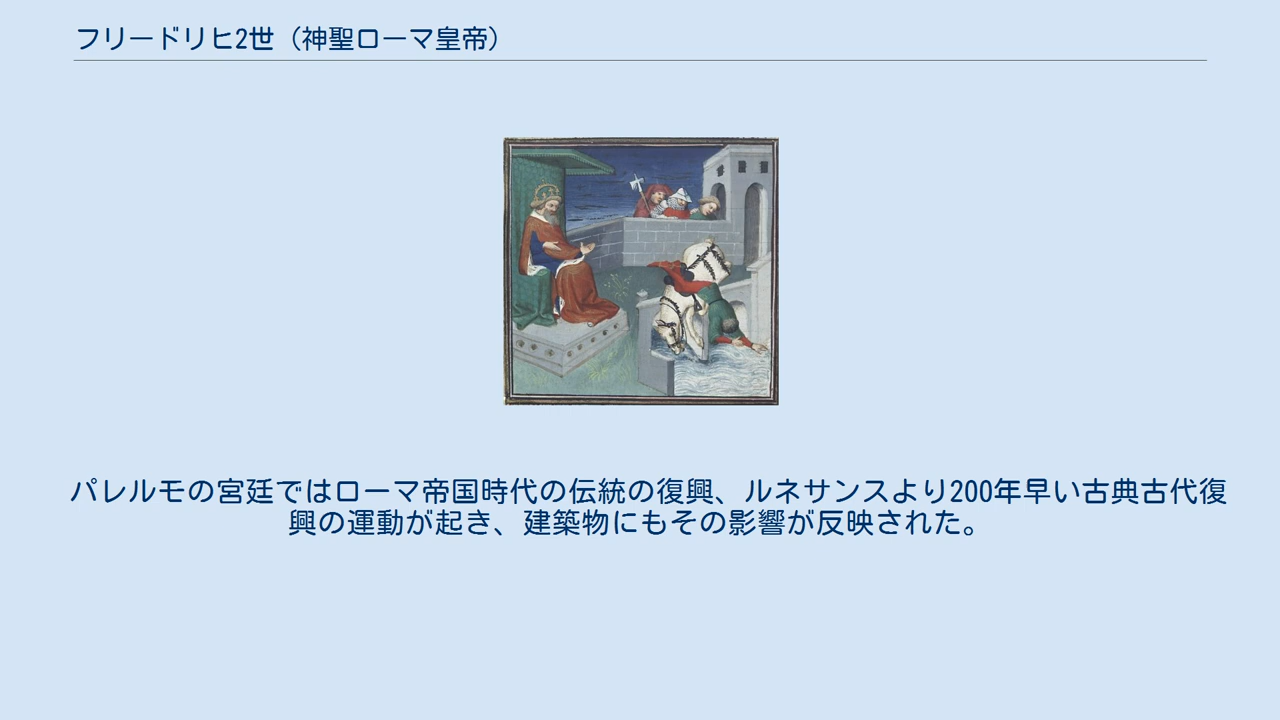 フリードリヒ2世（神聖ローマ皇帝）
パレルモの宮廷ではローマ帝国時代の伝統の復興、ルネサンスより200年早い古典古代復
興の運動が起き、建築物にもその影響が反映された。